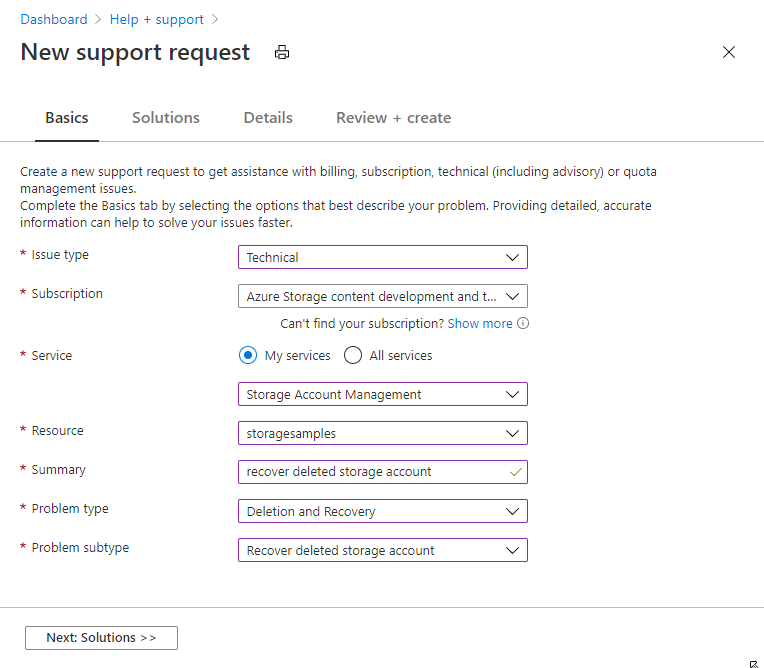 Dashboard > Help + support >
New support request
Basics Solutions Details Review + create
Create a new support request to get assistance with billing, subscription, technical (including advisory) or quota
management issues.
Complete the Basics tab by selecting the options that best describe your problem. Providing detailed, accurate
information can help to solve your issues faster.
* Issue type Technical
* Subscription Azure Storage content development and t...
Can't find your subscription? Show more
* Service My services All services
Storage Account Management
* Resource storagesamples
* Summary recover deleted storage account
* Problem type Deletion and Recovery
* Problem subtype Recover deleted storage account
Next: Solutions >>